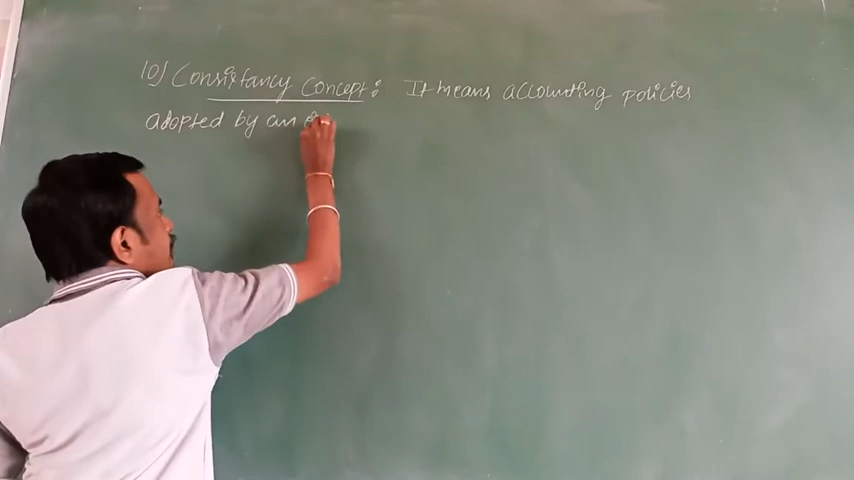 10) Consistancy Concept : It means accounting policies
adopted by an